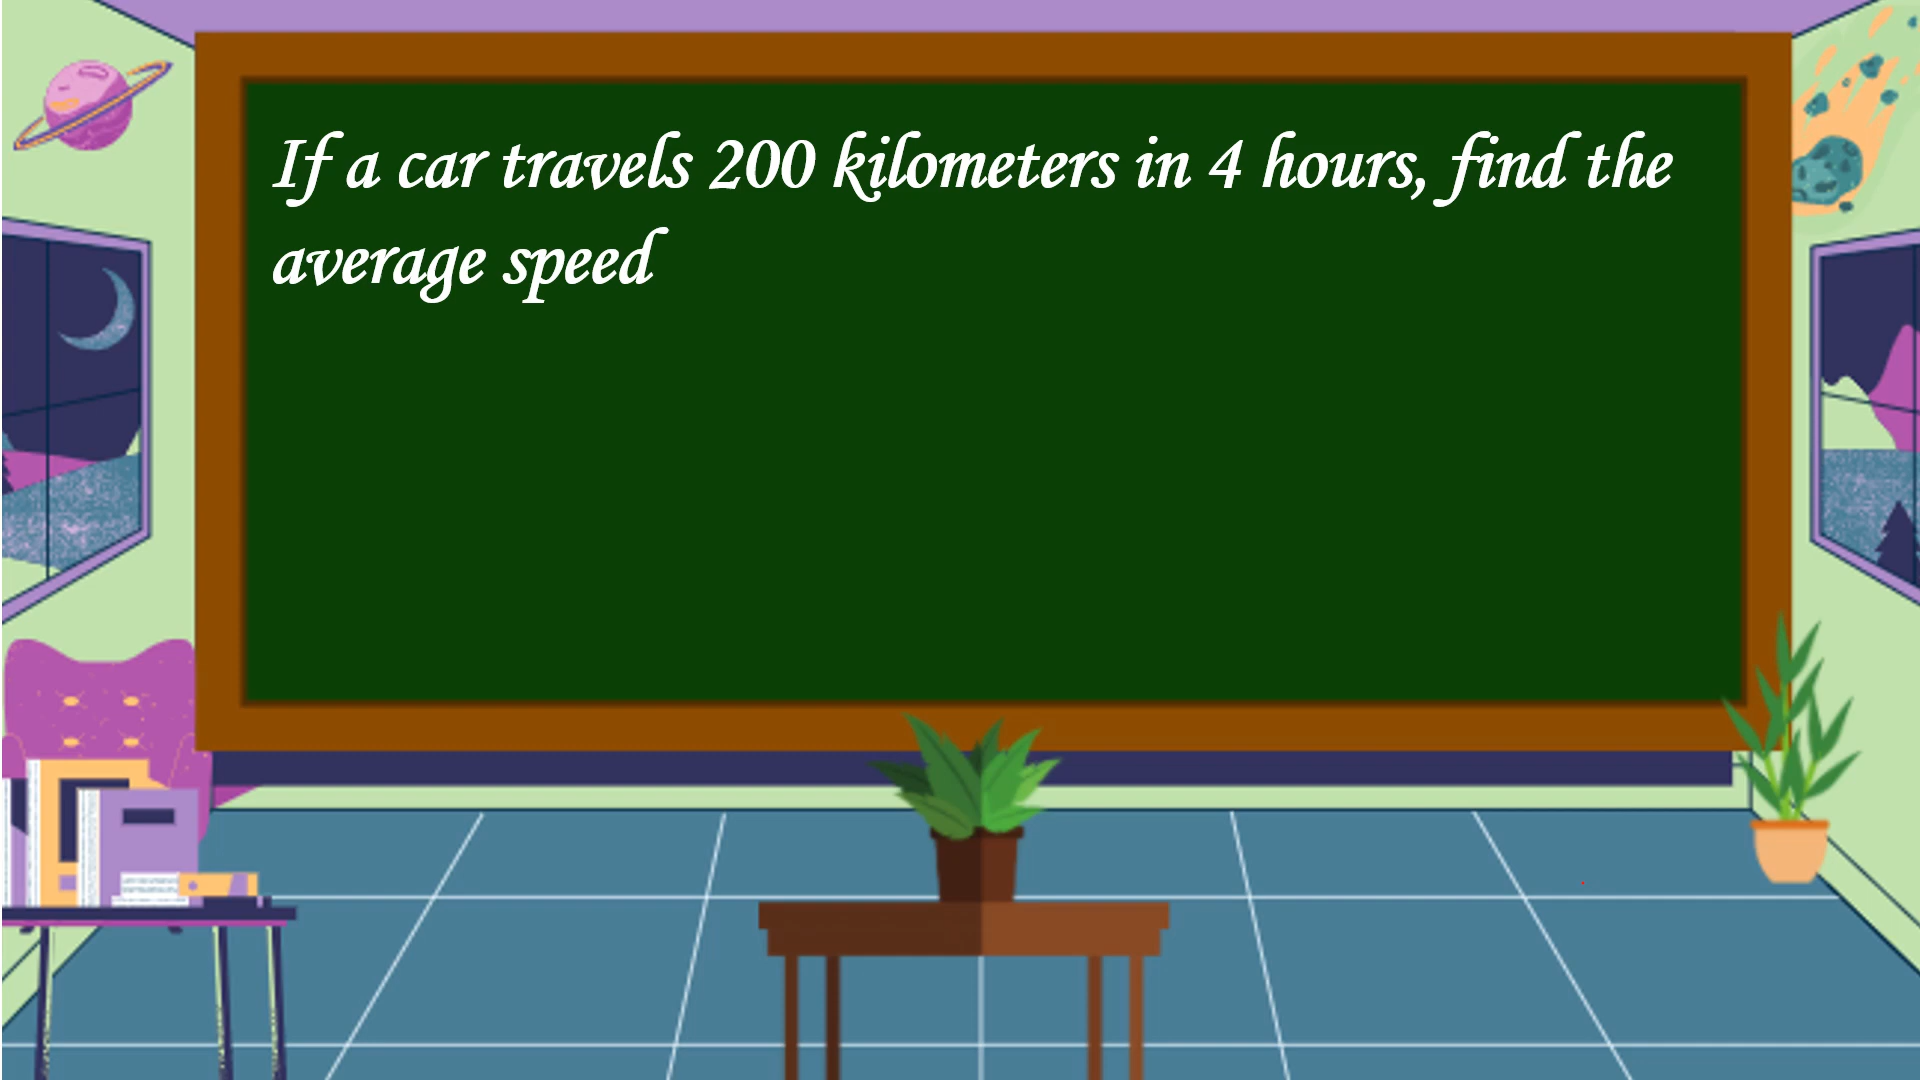 If a car travels 200 kilometers in 4 hours, find the
average speed